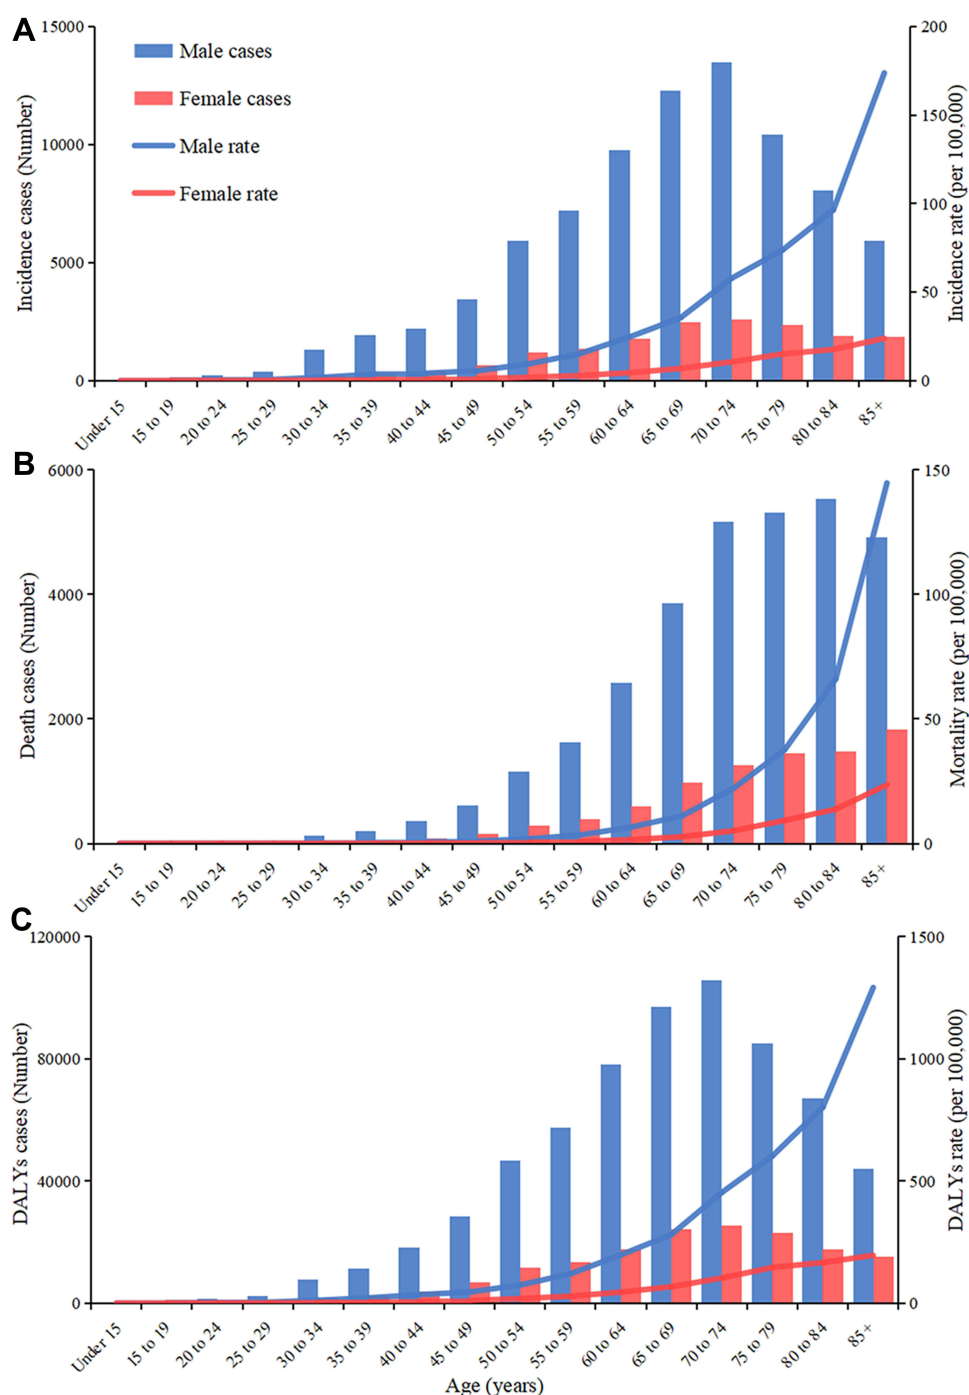 A
15000
10000
5000
0
Incidence cases (Number)
Male cases
Female cases
Male rate
Female rate
200
150
100
50
0
Incidence rate (per 100,000)
Under 15
15 to 19
20 to 24
25 to 29
30 to 34
35 to 39
40 to 44
45 to 49
50 to 54
55 to 59
60 to 64
65 to 69
70 to 74
75 to 79
80 to 84
85 +
B
6000
4000
2000
0
Death cases (Number)
150
100
50
0
Mortality rate (per 100,000)
Under 15
15 to 19
20 to 24
25 to 29
30 to 34
35 to 39
40 to 44
45 to 49
50 to 54
55 to 59
60 to 64
65 to 69
70 to 74
75 to 79
80 to 84
85 +
C
120000
80000
40000
0
DALYs cases (Number)
1500
1000
500
0
DALYs rate (per 100,000)
Under 15
15 to 19
20 to 24
25 to 29
30 to 34
35 to 39
40 to 44
45 to 49
50 to 54
55 to 59
60 to 64
65 to 69
70 to 74
75 to 79
80 to 84
85 +
Age (years)